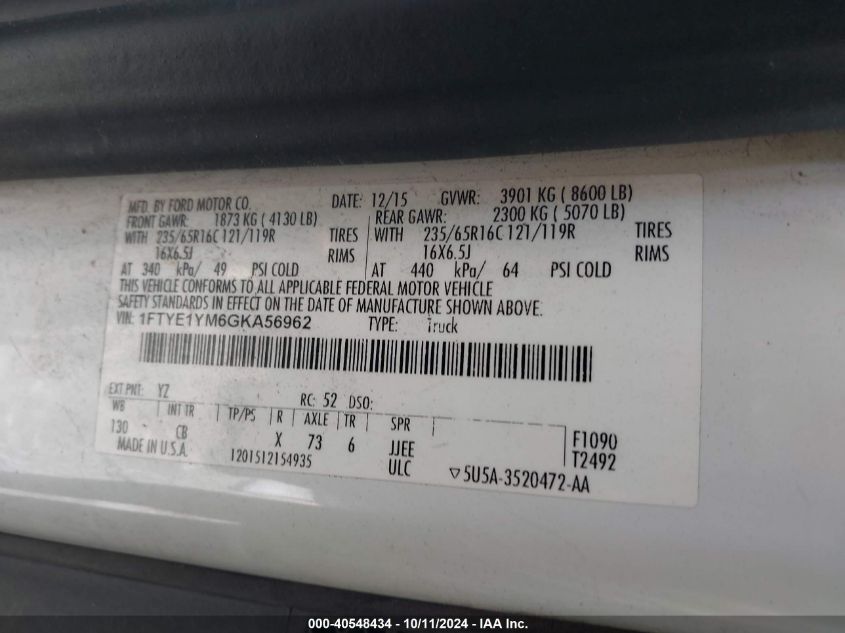 MFD. BY FORD MOTOR CO. DATE: 12/15 GVWR: 3901 KG ( 8600 LB)
FRONT GAWR: 1873 KG ( 4130 LB) REAR GAWR: 2300 KG ( 5070 LB)
WITH 235/65R16C 121/119R TIRES WITH 235/65R16C 121/119R TIRES
16X6.5J RIMS 16X6.5J RIMS
AT 340 kPa/ 49 PSI COLD AT 440 kPa/ 64 PSI COLD
THIS VEHICLE CONFORMS TO ALL APPLICABLE FEDERAL MOTOR VEHICLE
SAFETY STANDARDS IN EFFECT ON THE DATE OF MANUFACTURE SHOWN ABOVE.
VIN: 1FTYE1YM6GKA56962 TYPE: Truck
EXT PNT: YZ RC: 52 DSO:
WB INT TR TP/PS R AXLE TR SPR
130 CB X 73 6 JJEE F1090
MADE IN U.S.A. 1201512154935 ULC T2492
▽5U5A-3520472-AA
000-40548434 - 10/11/2024 - IAA Inc.